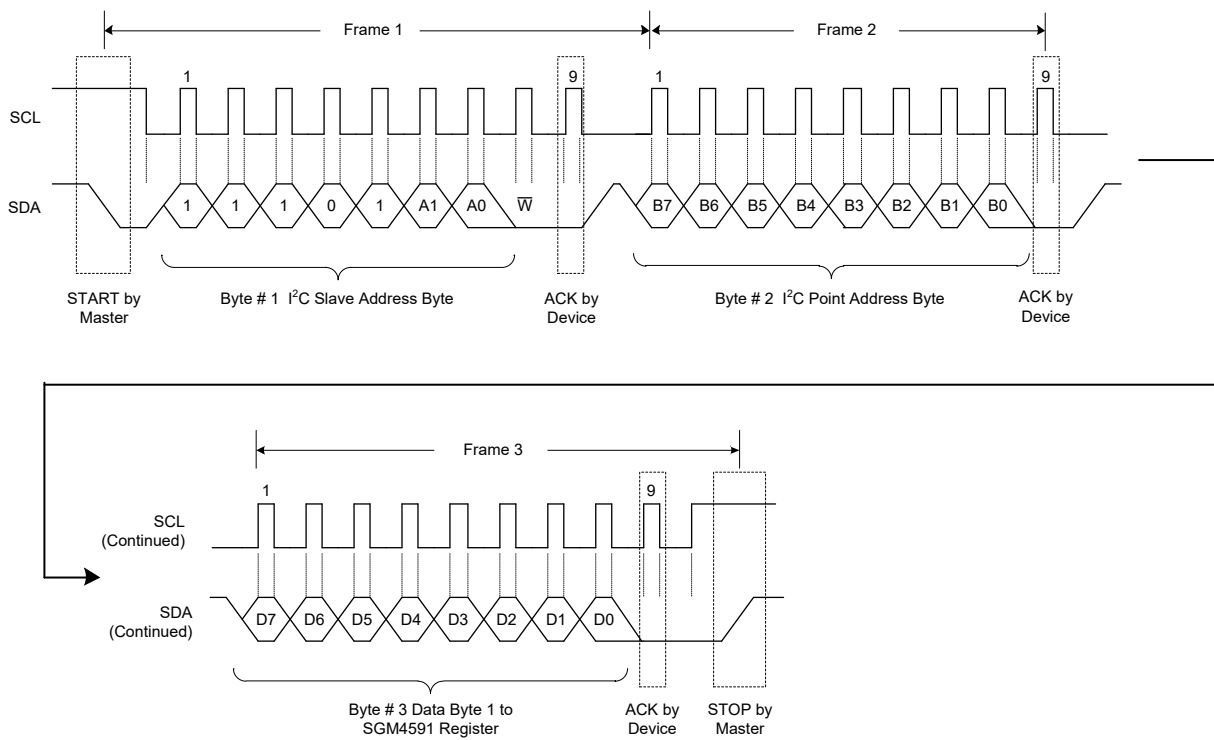 Frame 1
Frame 2
1
9
1
9
SCL
SDA
1
1
1
0
1
A1
A0
W̅
B7
B6
B5
B4
B3
B2
B1
B0
START by
Master
Byte # 1 I²C Slave Address Byte
ACK by
Device
Byte # 2 I²C Point Address Byte
ACK by
Device
Frame 3
1
9
SCL
(Continued)
SDA
(Continued)
D7
D6
D5
D4
D3
D2
D1
D0
Byte # 3 Data Byte 1 to
SGM4591 Register
ACK by
Device
STOP by
Master